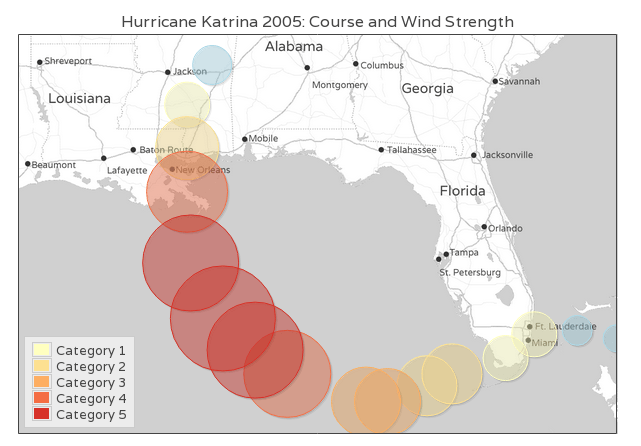 Hurricane Katrina 2005: Course and Wind Strength
Alabama
Shreveport
Jackson
Columbus
Savannah
Montgomery
Georgia
Louisiana
Mobile
Baton Route
Tallahassee
Jacksonville
Beaumont
Lafayette
New Orleans
Florida
Orlando
Tampa
St. Petersburg
Ft. Lauderdale
Miami
Category 1
Category 2
Category 3
Category 4
Category 5